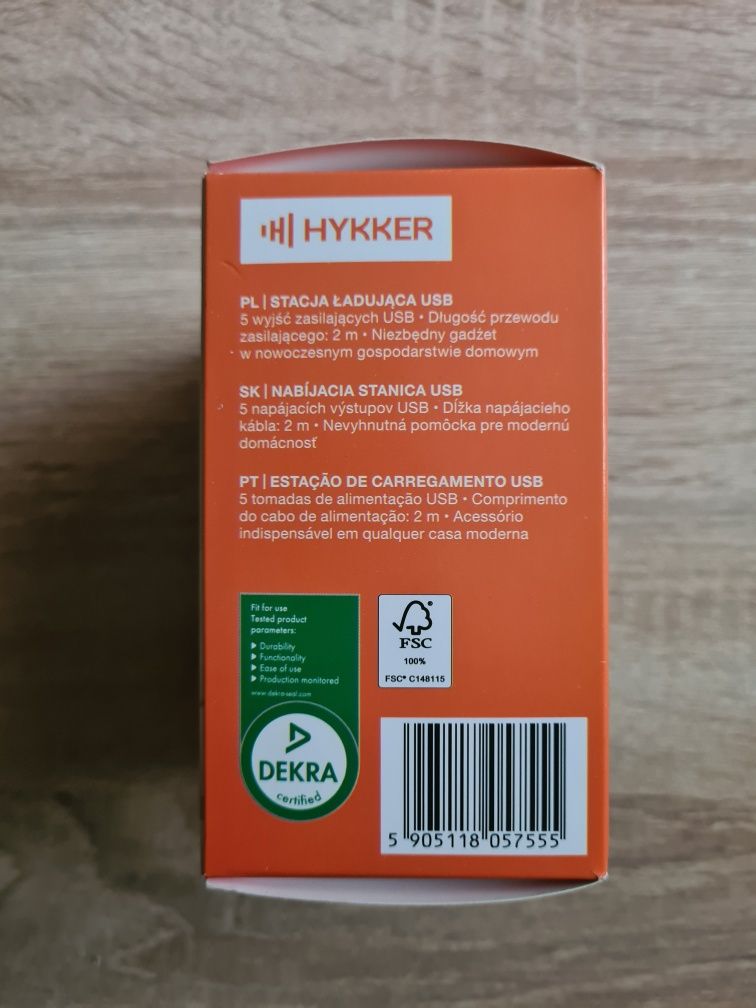 HYKKER
PL | STACJA ŁADUJĄCA USB
5 wyjść zasilających USB • Długość przewodu
zasilającego: 2 m • Niezbędny gadżet
w nowoczesnym gospodarstwie domowym
SK | NABÍJACIA STANICA USB
5 napájacích výstupov USB • Dĺžka napájacieho
kábla: 2 m • Nevyhnutná pomôcka pre modernú
domácnosť
PT | ESTAÇÃO DE CARREGAMENTO USB
5 tomadas de alimentação USB • Comprimento
do cabo de alimentação: 2 m • Acessório
indispensável em qualquer casa moderna
Fit for use
Tested product
parameters:
Durability
Functionality
Ease of use
Production monitored
www.dekra-seal.com
DEKRA
certified
FSC
100%
FSC® C148115
5 905118 057555